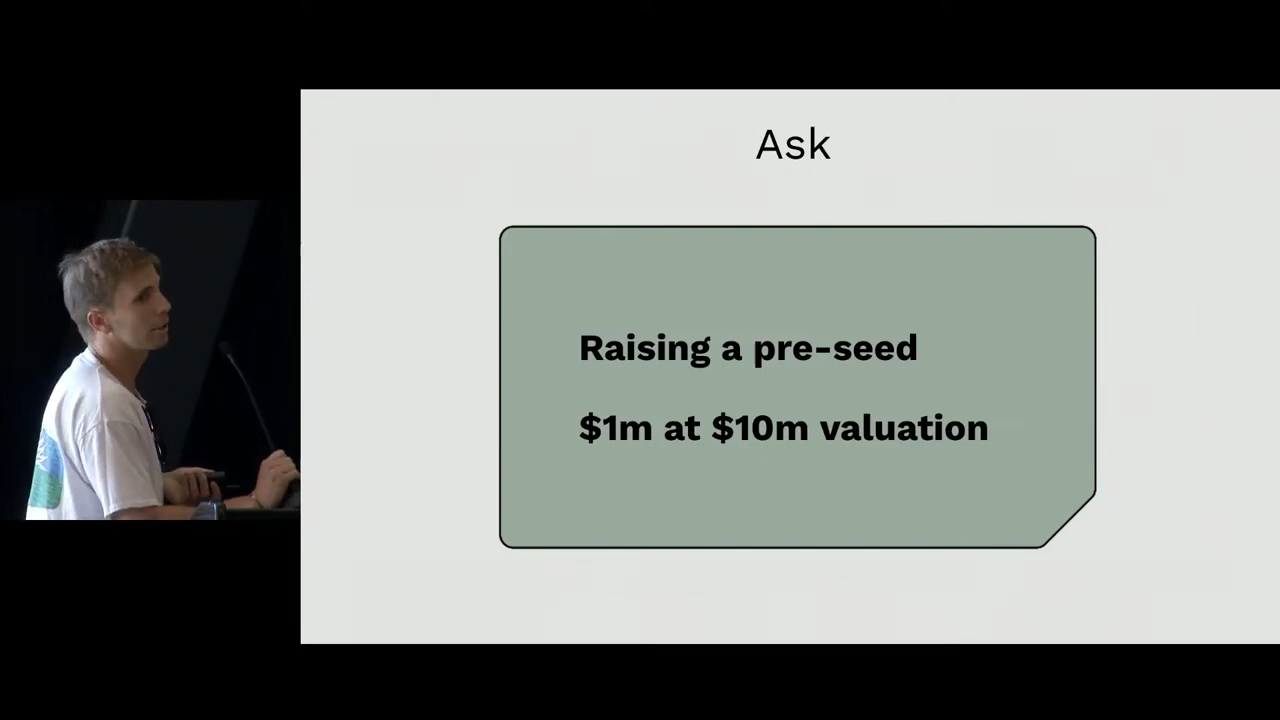 Ask
Raising a pre-seed
$1m at $10m valuation